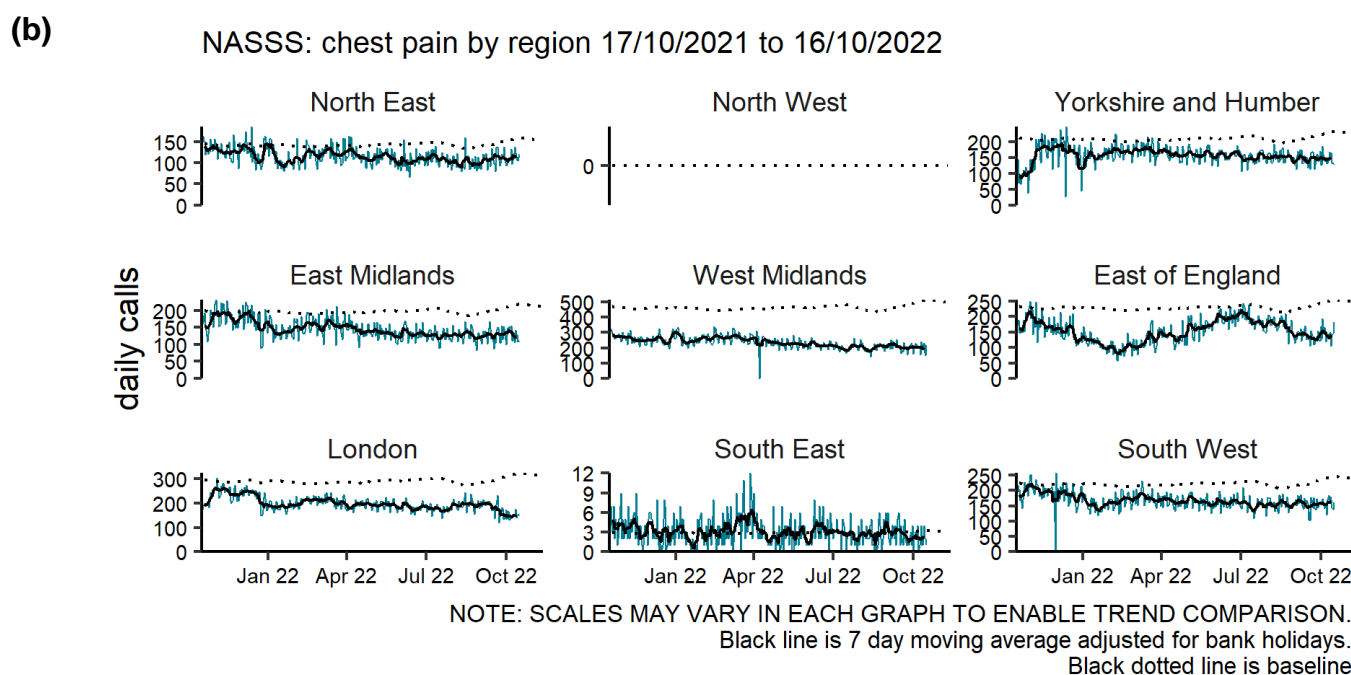 (b)
NASSS: chest pain by region 17/10/2021 to 16/10/2022
daily calls
North East
150
100
50
0
North West
0
Yorkshire and Humber
200
150
100
50
0
East Midlands
200
150
100
50
0
West Midlands
500
400
300
200
100
0
East of England
250
200
150
100
50
0
London
300
200
100
0
Jan 22 Apr 22 Jul 22 Oct 22
South East
12
9
6
3
0
Jan 22 Apr 22 Jul 22 Oct 22
South West
250
200
150
100
50
0
Jan 22 Apr 22 Jul 22 Oct 22
NOTE: SCALES MAY VARY IN EACH GRAPH TO ENABLE TREND COMPARISON.
Black line is 7 day moving average adjusted for bank holidays.
Black dotted line is baseline